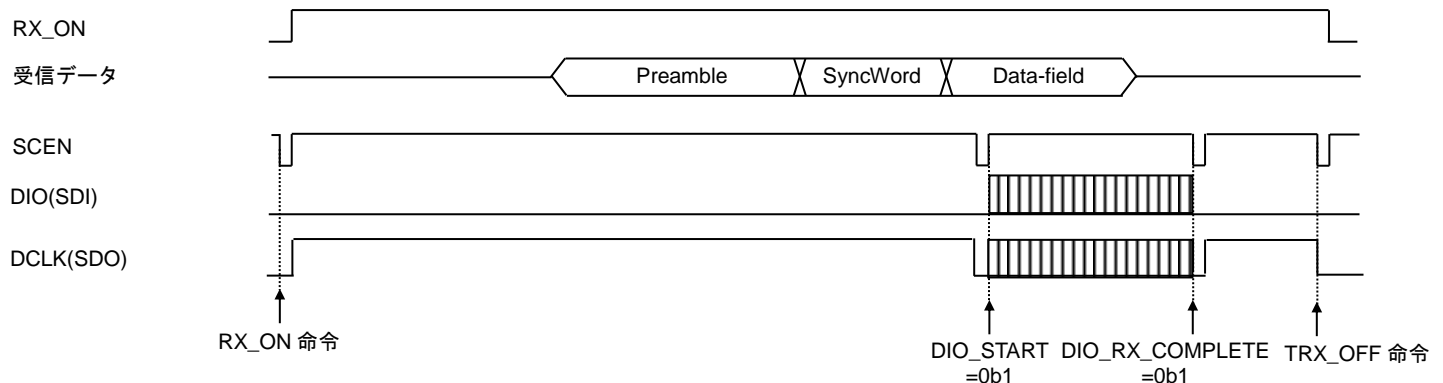 RX_ON
受信データ
Preamble
SyncWord
Data-field
SCEN
DIO(SDI)
DCLK(SDO)
RX_ON 命令
DIO_START
=0b1
DIO_RX_COMPLETE
=0b1
TRX_OFF 命令